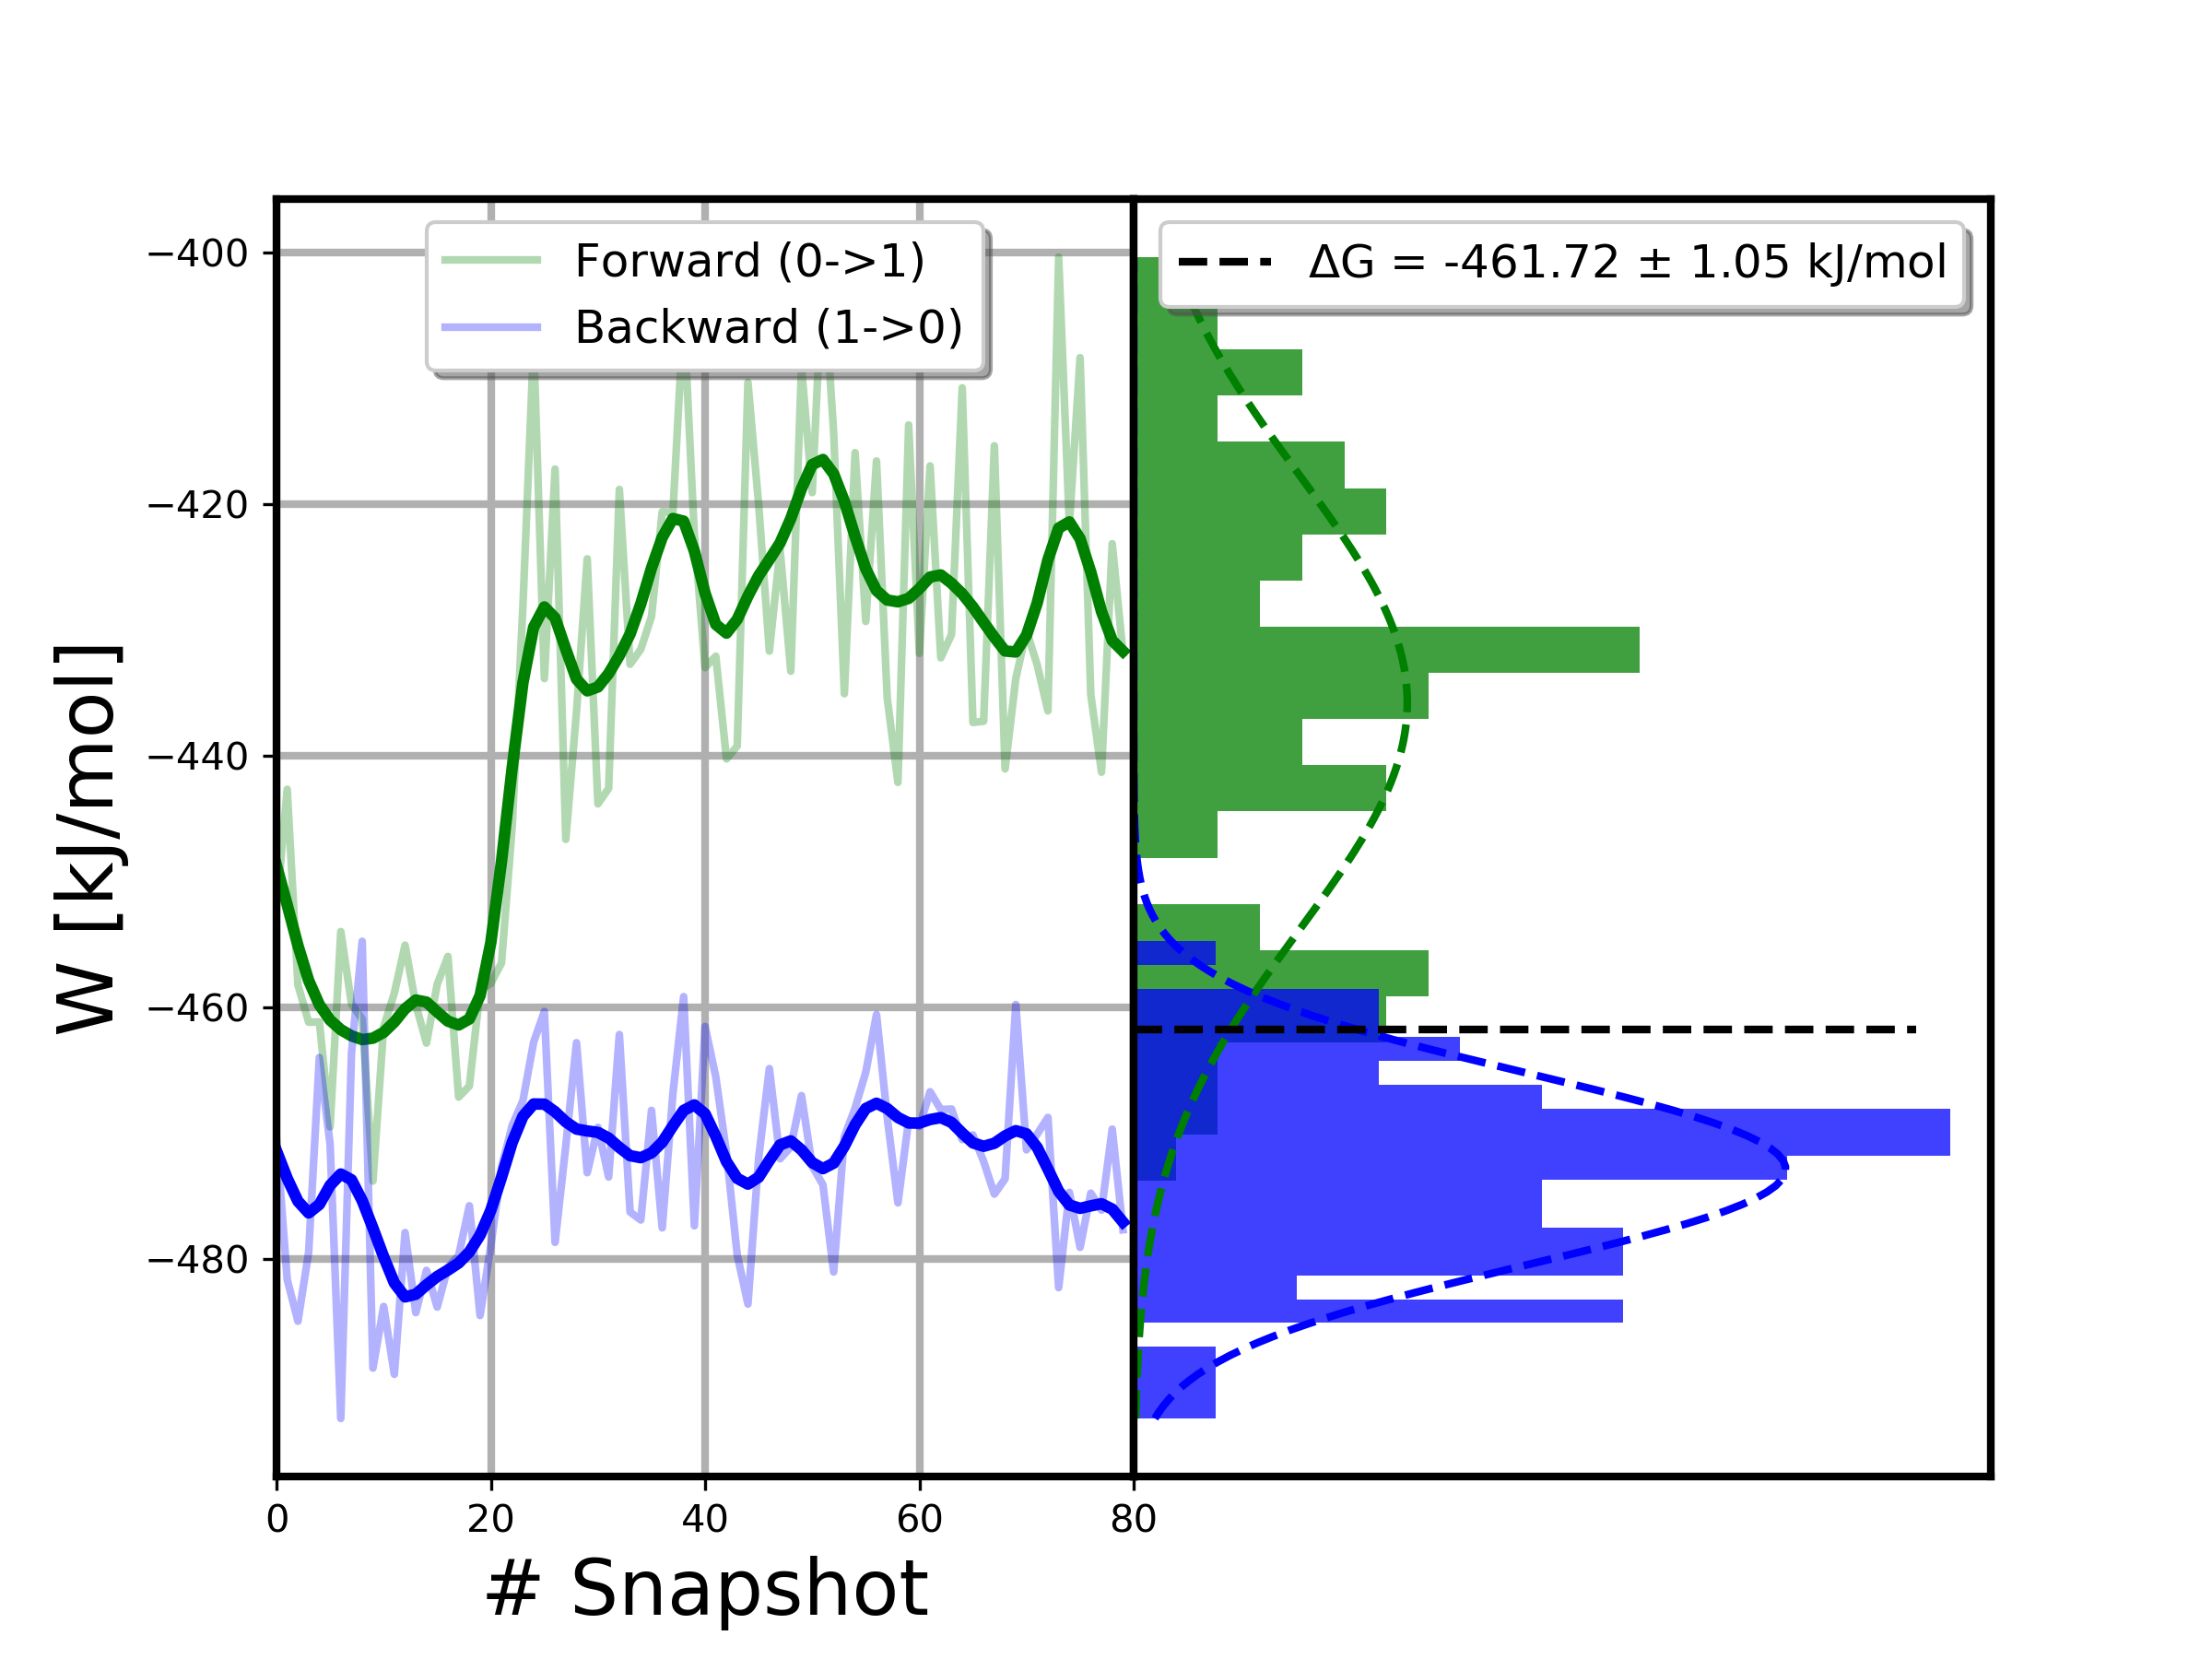 Forward (0->1)
Backward (1->0)
ΔG = -461.72 ± 1.05 kJ/mol
−400
−420
−440
−460
−480
W [kJ/mol]
0 20 40 60 80
# Snapshot